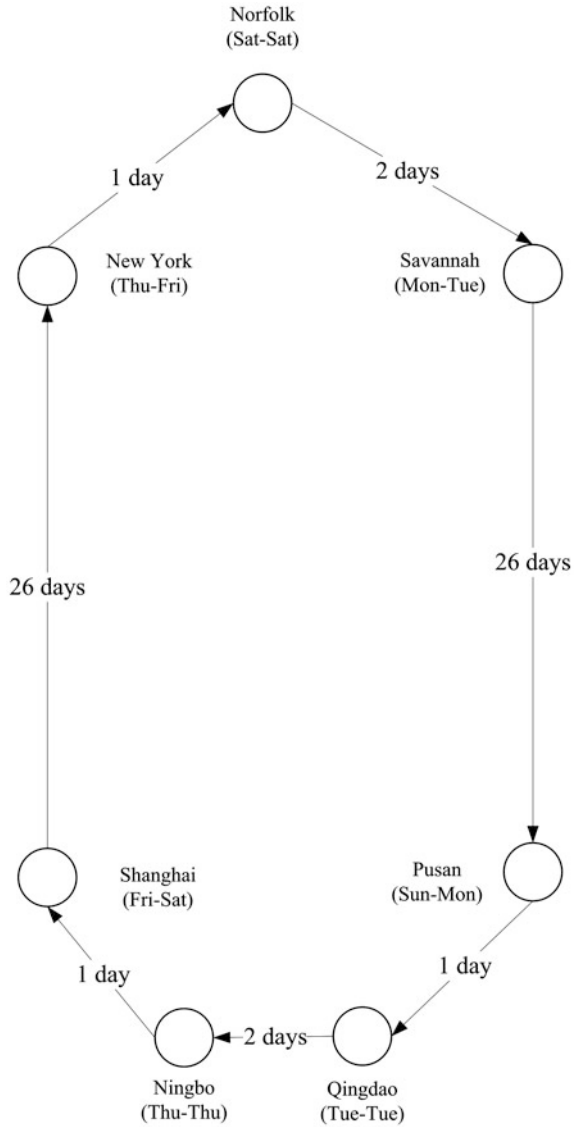 Norfolk
(Sat-Sat)
1 day
2 days
New York
(Thu-Fri)
Savannah
(Mon-Tue)
26 days
26 days
Shanghai
(Fri-Sat)
Pusan
(Sun-Mon)
1 day
1 day
2 days
Ningbo
(Thu-Thu)
Qingdao
(Tue-Tue)